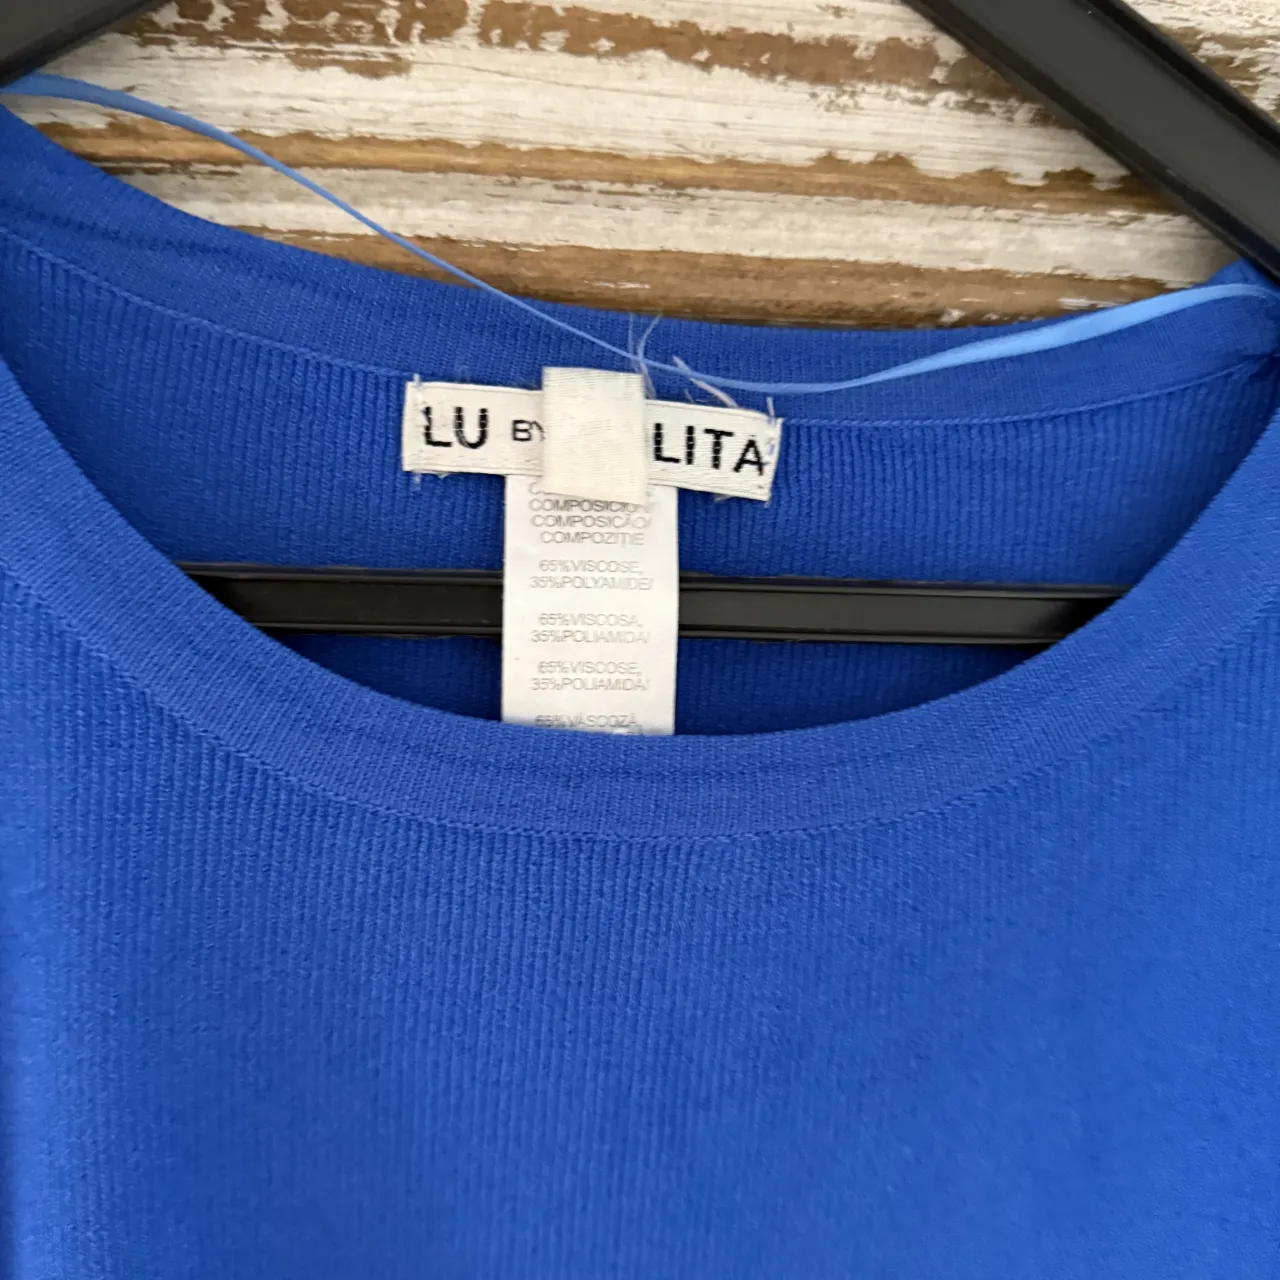 LU BY LITA
COMPOSICIÓN/
COMPOSIÇÃO/
COMPOZIȚIE
65%VISCOSE,
35%POLYAMIDE/
65%VISCOSA,
35%POLIAMIDA/
65%VISCOSE,
35%POLIAMIDA/